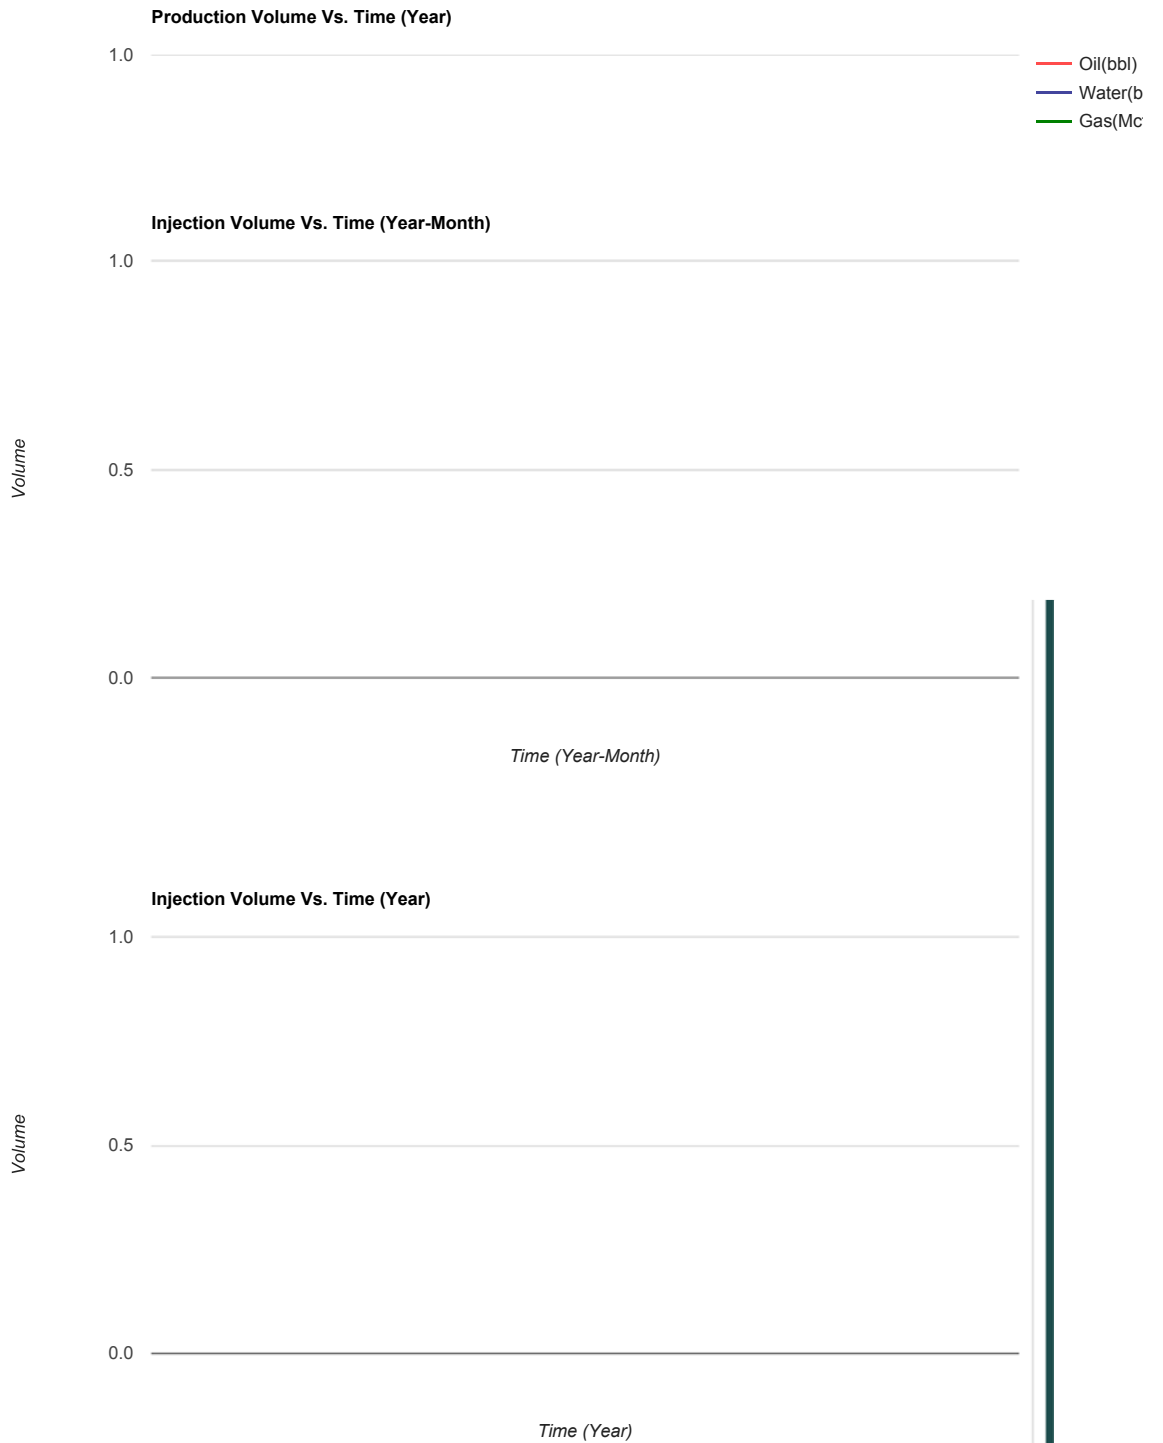 Production Volume Vs. Time (Year)
1.0
Oil(bbl)
Water(b
Gas(Mc
Injection Volume Vs. Time (Year-Month)
1.0
Volume
0.5
0.0
Time (Year-Month)
Injection Volume Vs. Time (Year)
1.0
Volume
0.5
0.0
Time (Year)